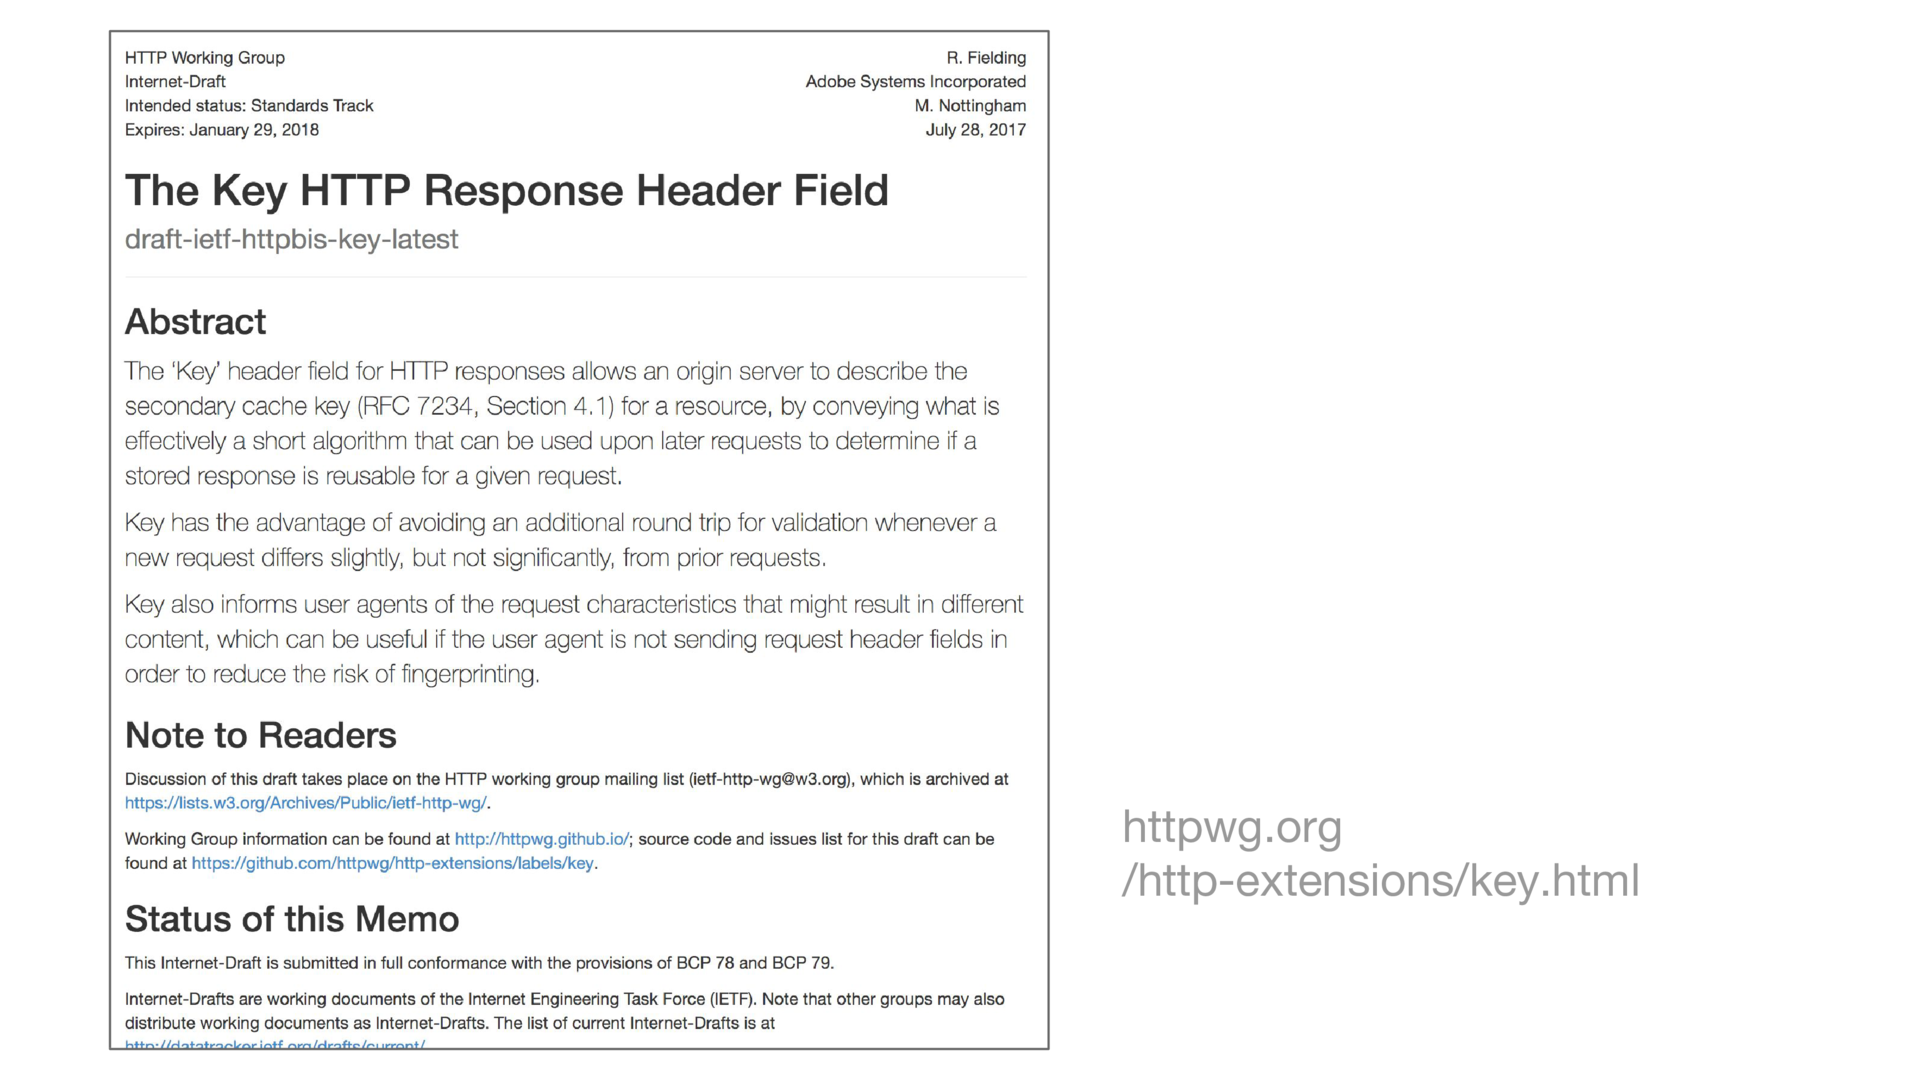 HTTP Working Group
Internet-Draft
Intended status: Standards Track
Expires: January 29, 2018
R. Fielding
Adobe Systems Incorporated
M. Nottingham
July 28, 2017
The Key HTTP Response Header Field
draft-ietf-httpbis-key-latest
Abstract
The ‘Key’ header field for HTTP responses allows an origin server to describe the
secondary cache key (RFC 7234, Section 4.1) for a resource, by conveying what is
effectively a short algorithm that can be used upon later requests to determine if a
stored response is reusable for a given request.
Key has the advantage of avoiding an additional round trip for validation whenever a
new request differs slightly, but not significantly, from prior requests.
Key also informs user agents of the request characteristics that might result in different
content, which can be useful if the user agent is not sending request header fields in
order to reduce the risk of fingerprinting.
Note to Readers
Discussion of this draft takes place on the HTTP working group mailing list (ietf-http-wg@w3.org), which is archived at
https://lists.w3.org/Archives/Public/ietf-http-wg/.
Working Group information can be found at http://httpwg.github.io/; source code and issues list for this draft can be
found at https://github.com/httpwg/http-extensions/labels/key.
Status of this Memo
This Internet-Draft is submitted in full conformance with the provisions of BCP 78 and BCP 79.
Internet-Drafts are working documents of the Internet Engineering Task Force (IETF). Note that other groups may also
distribute working documents as Internet-Drafts. The list of current Internet-Drafts is at
http://datatracker.ietf.org/drafts/current/
httpwg.org
/http-extensions/key.html